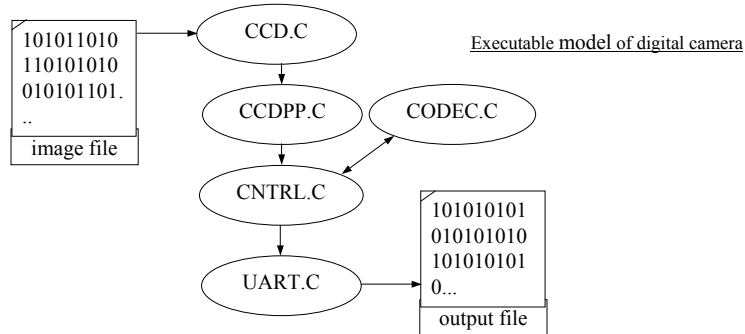 Executable model of digital camera
101011010
110101010
010101101.
..
image file
CCD.C
CCDPP.C
CODEC.C
CNTRL.C
UART.C
101010101
010101010
101010101
0...
output file